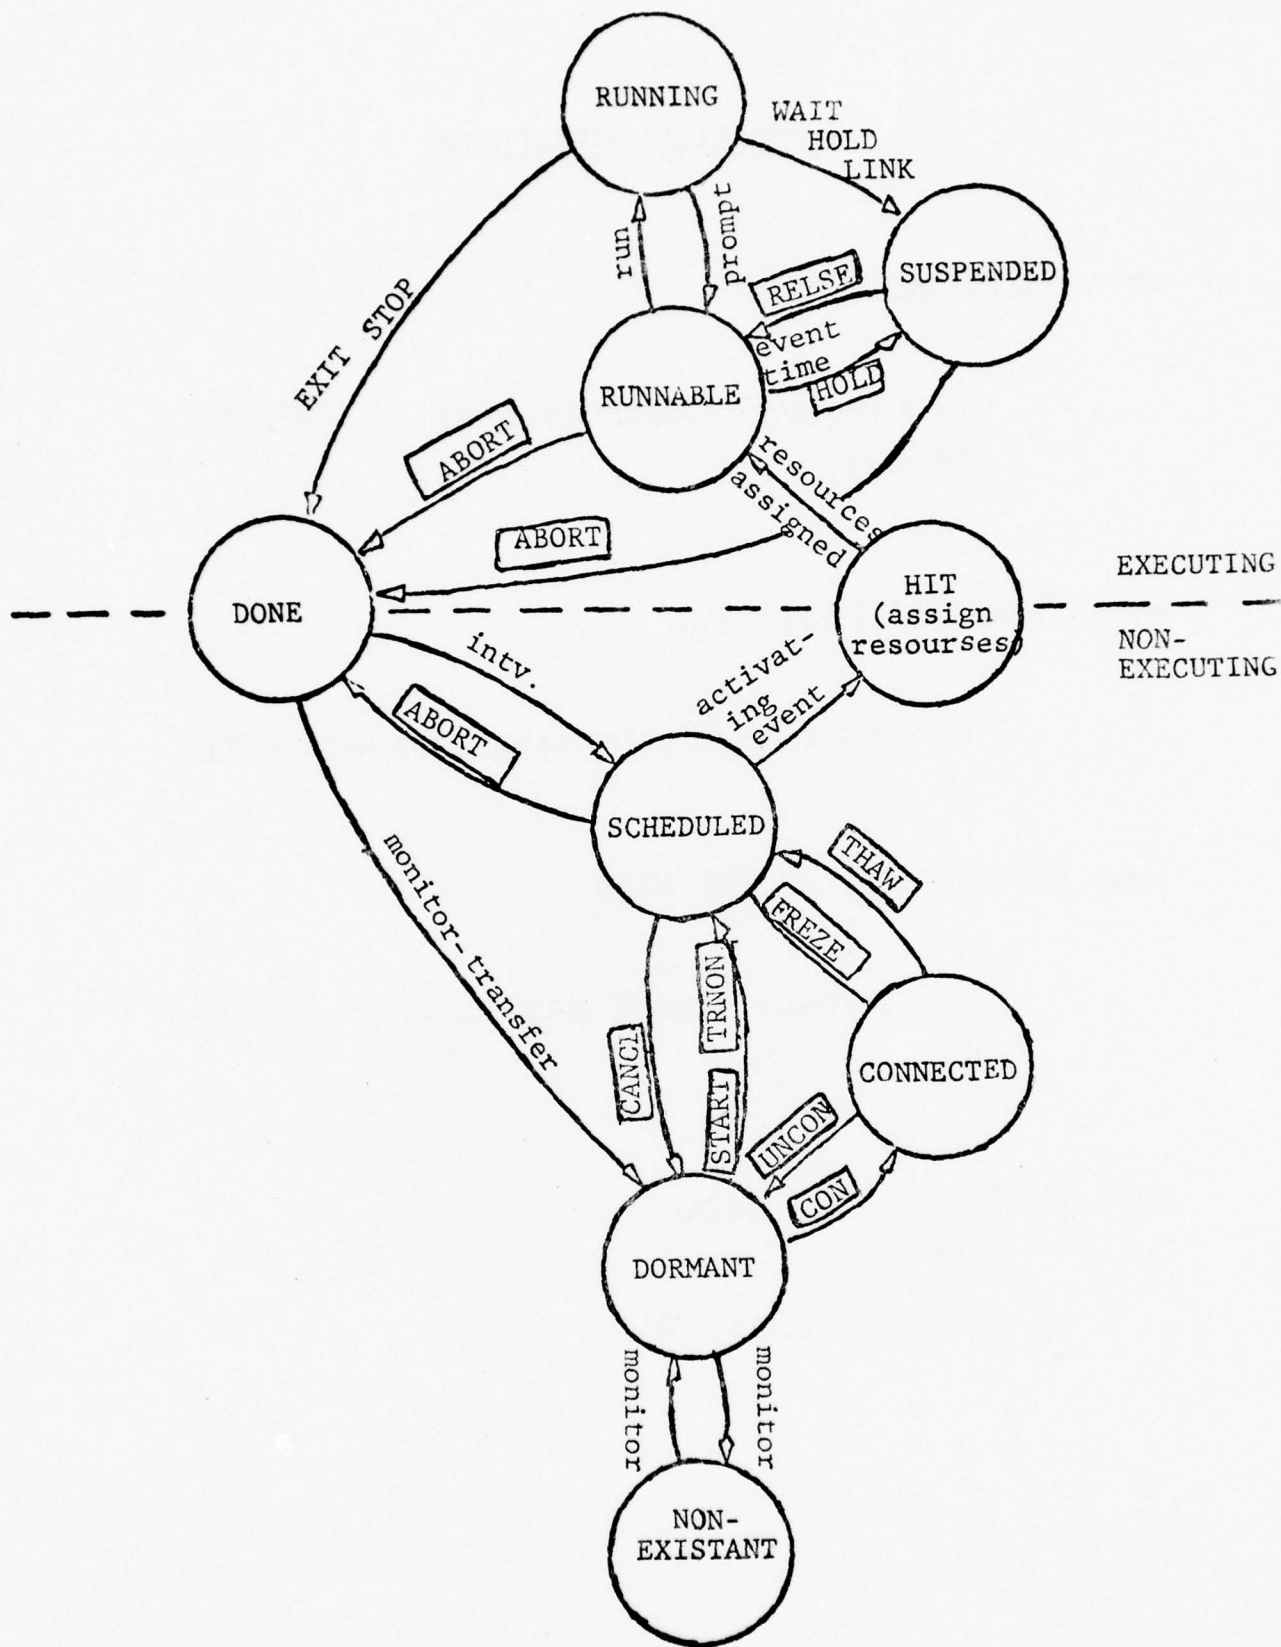 RUNNING
WAIT
HOLD
LINK
run
prompt
SUSPENDED
RELSE
event
time
HOLD
EXIT STOP
RUNNABLE
ABORT
resources
assigned
ABORT
EXECUTING
HIT
(assign
resourses)
DONE
NON-
EXECUTING
intv.
activat-
ing
event
ABORT
SCHEDULED
THAW
FREZE
monitor-transfer
TRNON
CANCL
START
CONNECTED
UNCON
CON
DORMANT
monitor
monitor
NON-
EXISTANT